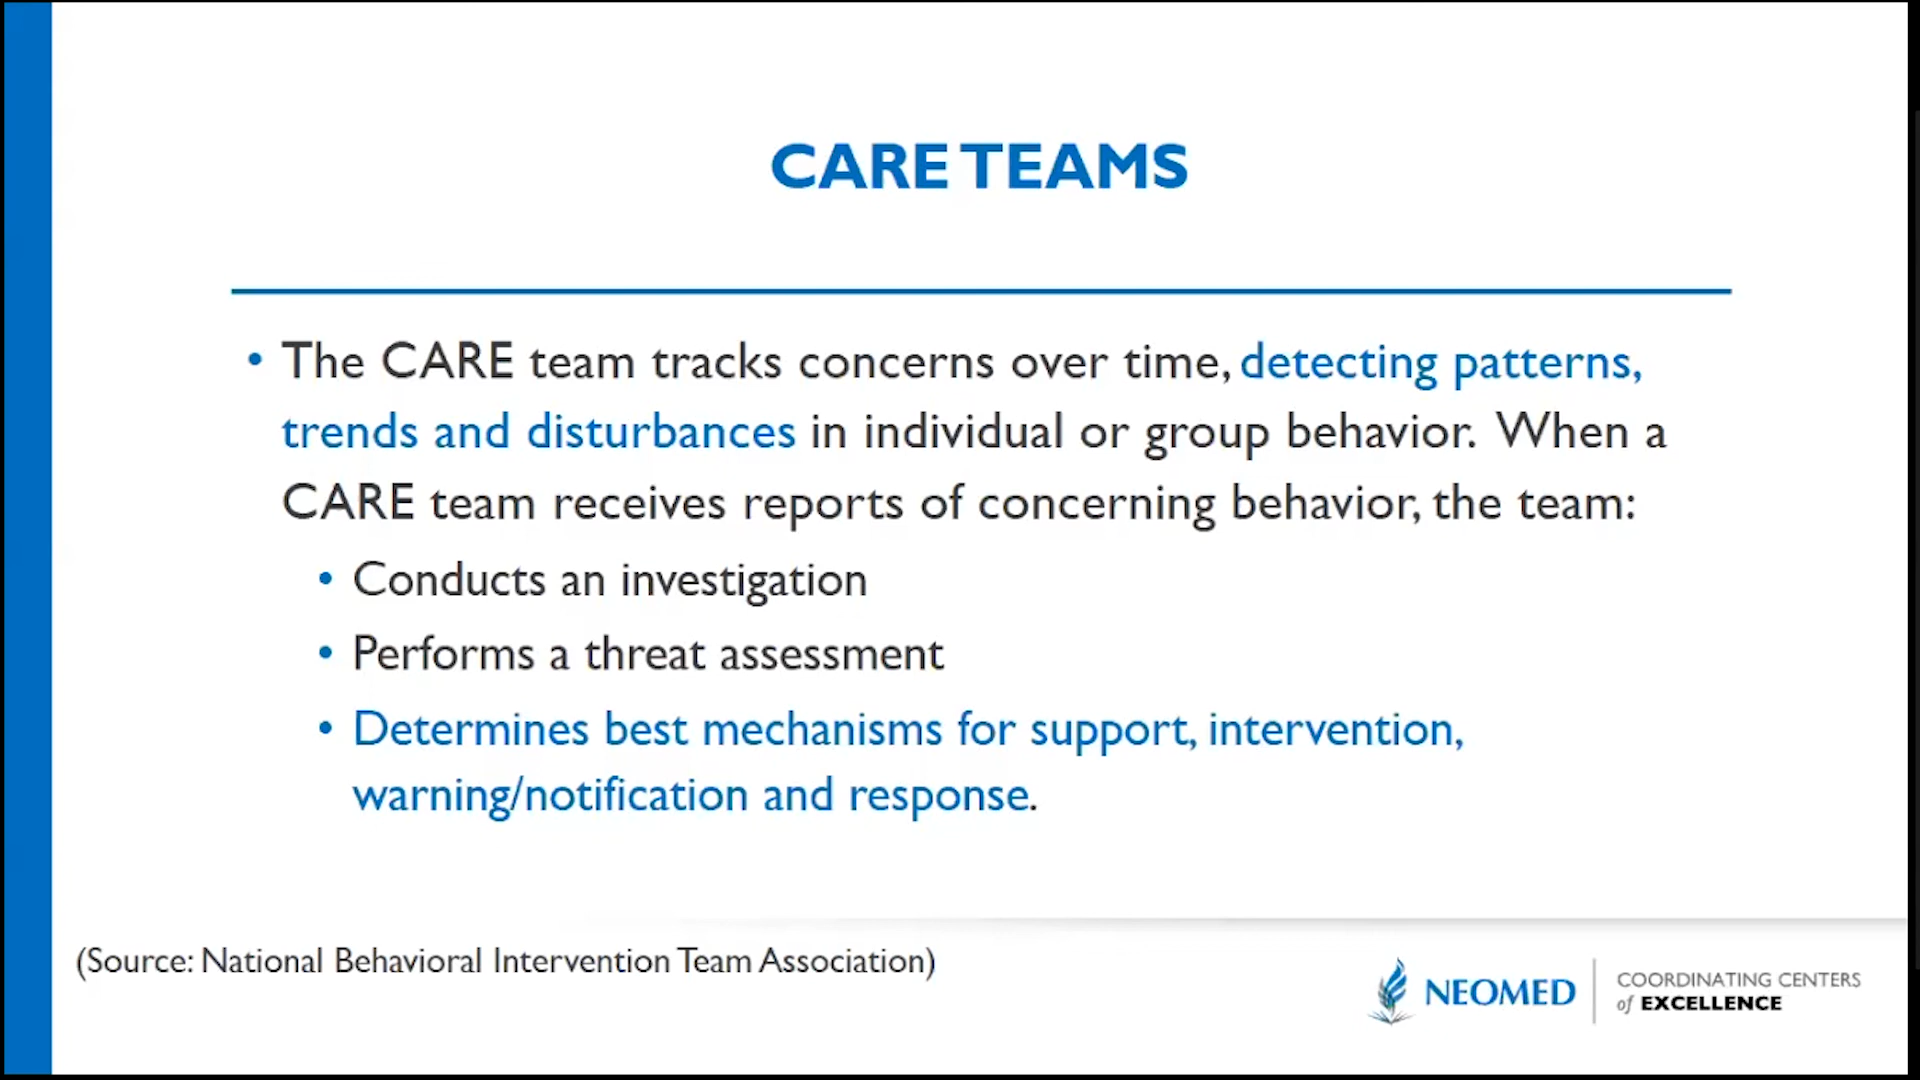 CARE TEAMS
• The CARE team tracks concerns over time, detecting patterns,
trends and disturbances in individual or group behavior. When a
CARE team receives reports of concerning behavior, the team:
• Conducts an investigation
• Performs a threat assessment
• Determines best mechanisms for support, intervention,
warning/notification and response.
(Source: National Behavioral Intervention Team Association)
NEOMED
COORDINATING CENTERS
of EXCELLENCE